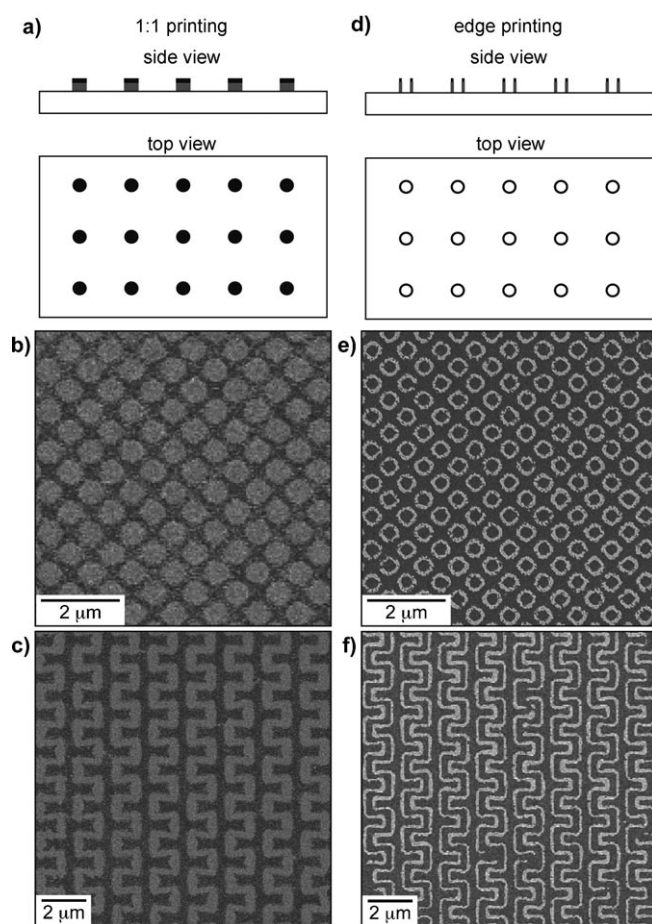 a) 1:1 printing
side view
top view
b)
2 μm
c)
2 μm
d) edge printing
side view
top view
e)
2 μm
f)
2 μm